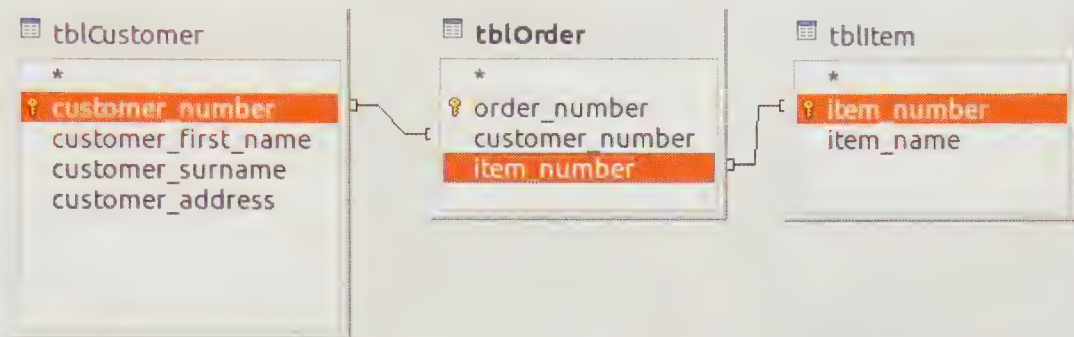 tblCustomer
*
customer_number
customer_first_name
customer_surname
customer_address
tblOrder
*
order_number
customer_number
item_number
tblItem
*
item_number
item_name